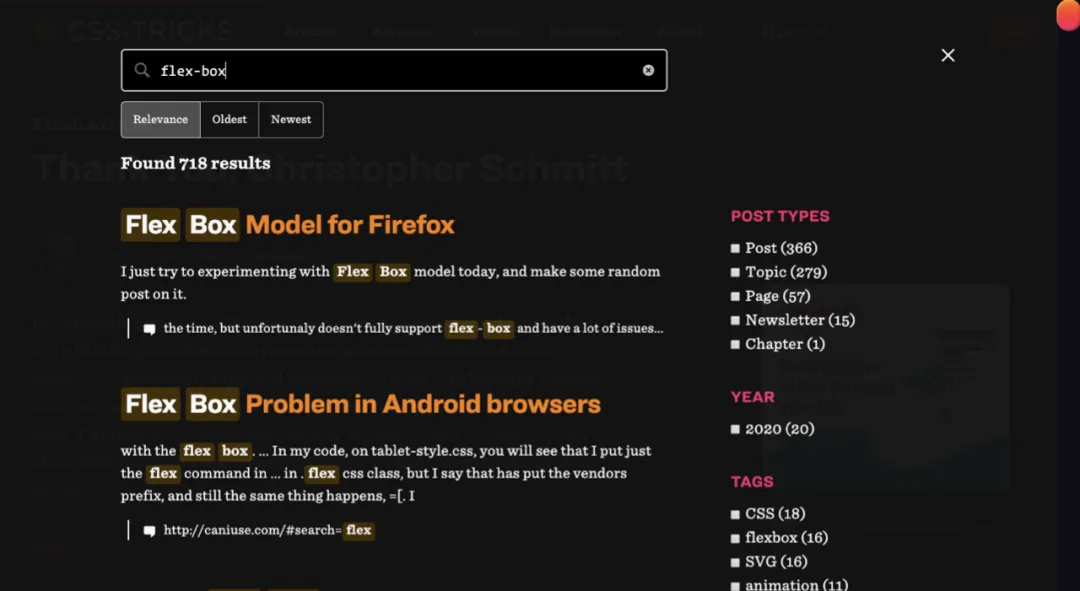 CSS-TRICKS
flex-box
Relevance Oldest Newest
Found 718 results
Thank You, Christopher Schmitt
Flex Box Model for Firefox
I just try to experimenting with Flex Box model today, and make some random
post on it.
the time, but unfortunaly doesn't fully support flex - box and have a lot of issues...
Flex Box Problem in Android browsers
with the flex box . ... In my code, on tablet-style.css, you will see that I put just
the flex command in ... in . flex css class, but I say that has put the vendors
prefix, and still the same thing happens, =[. I
http://caniuse.com/#search= flex
POST TYPES
Post (366)
Topic (279)
Page (57)
Newsletter (15)
Chapter (1)
YEAR
2020 (20)
TAGS
CSS (18)
flexbox (16)
SVG (16)
animation (11)